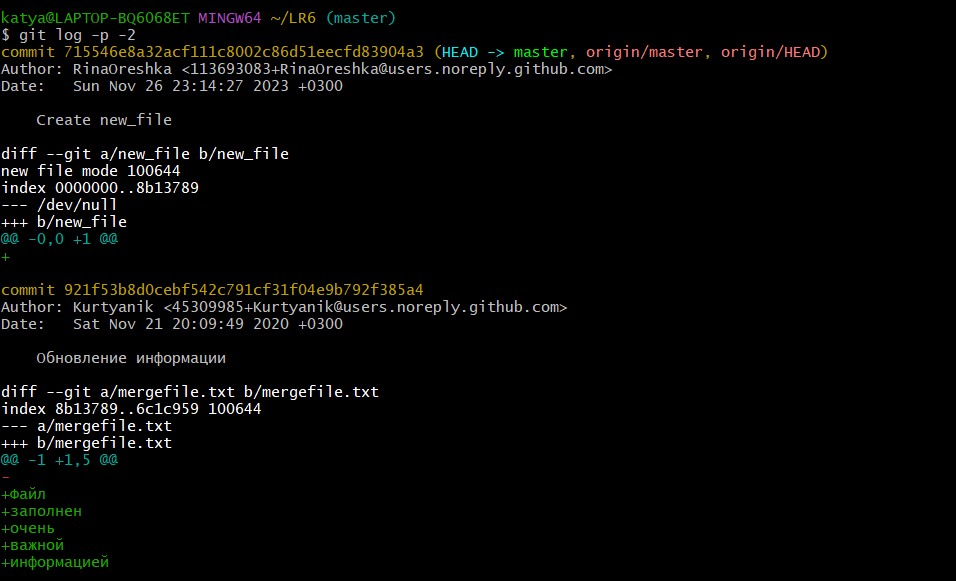 katya@LAPTOP-BQ6O68ET MINGW64 ~/LR6 (master)
$ git log -p -2
commit 715546e8a32acf111c8002c86d51eecfd83904a3 (HEAD -> master, origin/master, origin/HEAD)
Author: RinaOreshka <113693083+RinaOreshka@users.noreply.github.com>
Date:   Sun Nov 26 23:14:27 2023 +0300

    Create new_file

diff --git a/new_file b/new_file
new file mode 100644
index 0000000..8b13789
--- /dev/null
+++ b/new_file
@@ -0,0 +1 @@
+

commit 921f53b8d0cebf542c791cf31f04e9b792f385a4
Author: Kurtyanik <45309985+Kurtyanik@users.noreply.github.com>
Date:   Sat Nov 21 20:09:49 2020 +0300

    Обновление информации

diff --git a/mergefile.txt b/mergefile.txt
index 8b13789..6c1c959 100644
--- a/mergefile.txt
+++ b/mergefile.txt
@@ -1 +1,5 @@
-
+Файл
+заполнен
+очень
+важной
+информацией